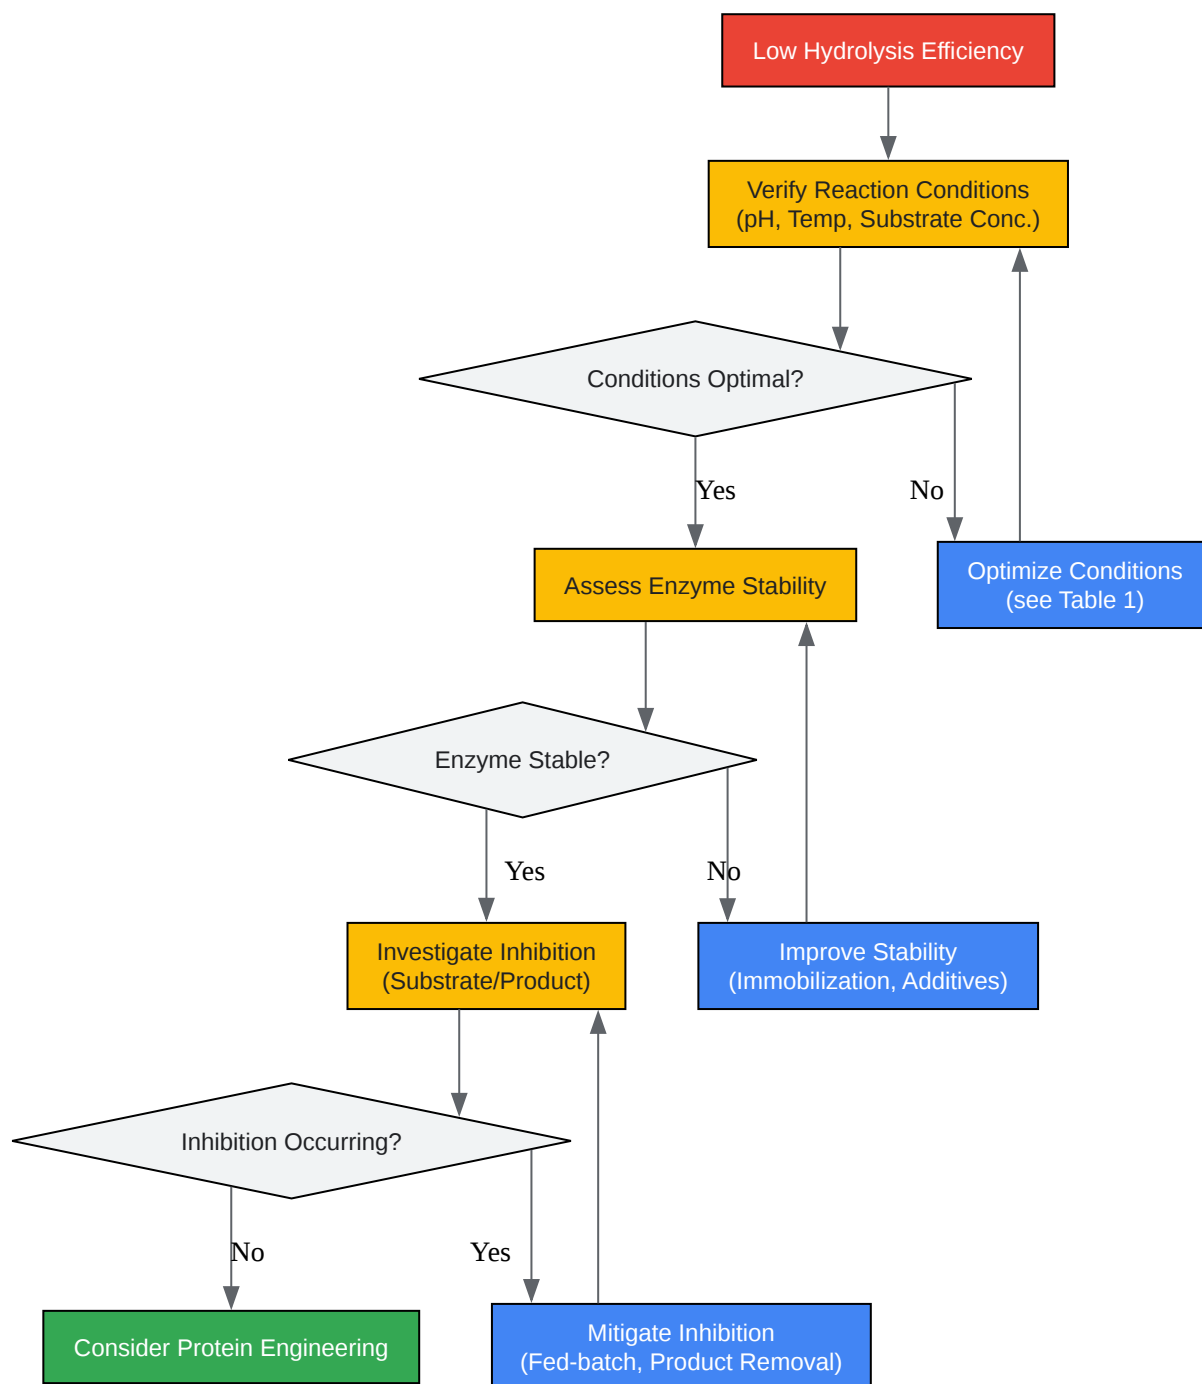 Low Hydrolysis Efficiency
Verify Reaction Conditions
(pH, Temp, Substrate Conc.)
Conditions Optimal?
Yes
No
Assess Enzyme Stability
Optimize Conditions
(see Table 1)
Enzyme Stable?
Yes
No
Investigate Inhibition
(Substrate/Product)
Improve Stability
(Immobilization, Additives)
Inhibition Occurring?
No
Yes
Consider Protein Engineering
Mitigate Inhibition
(Fed-batch, Product Removal)